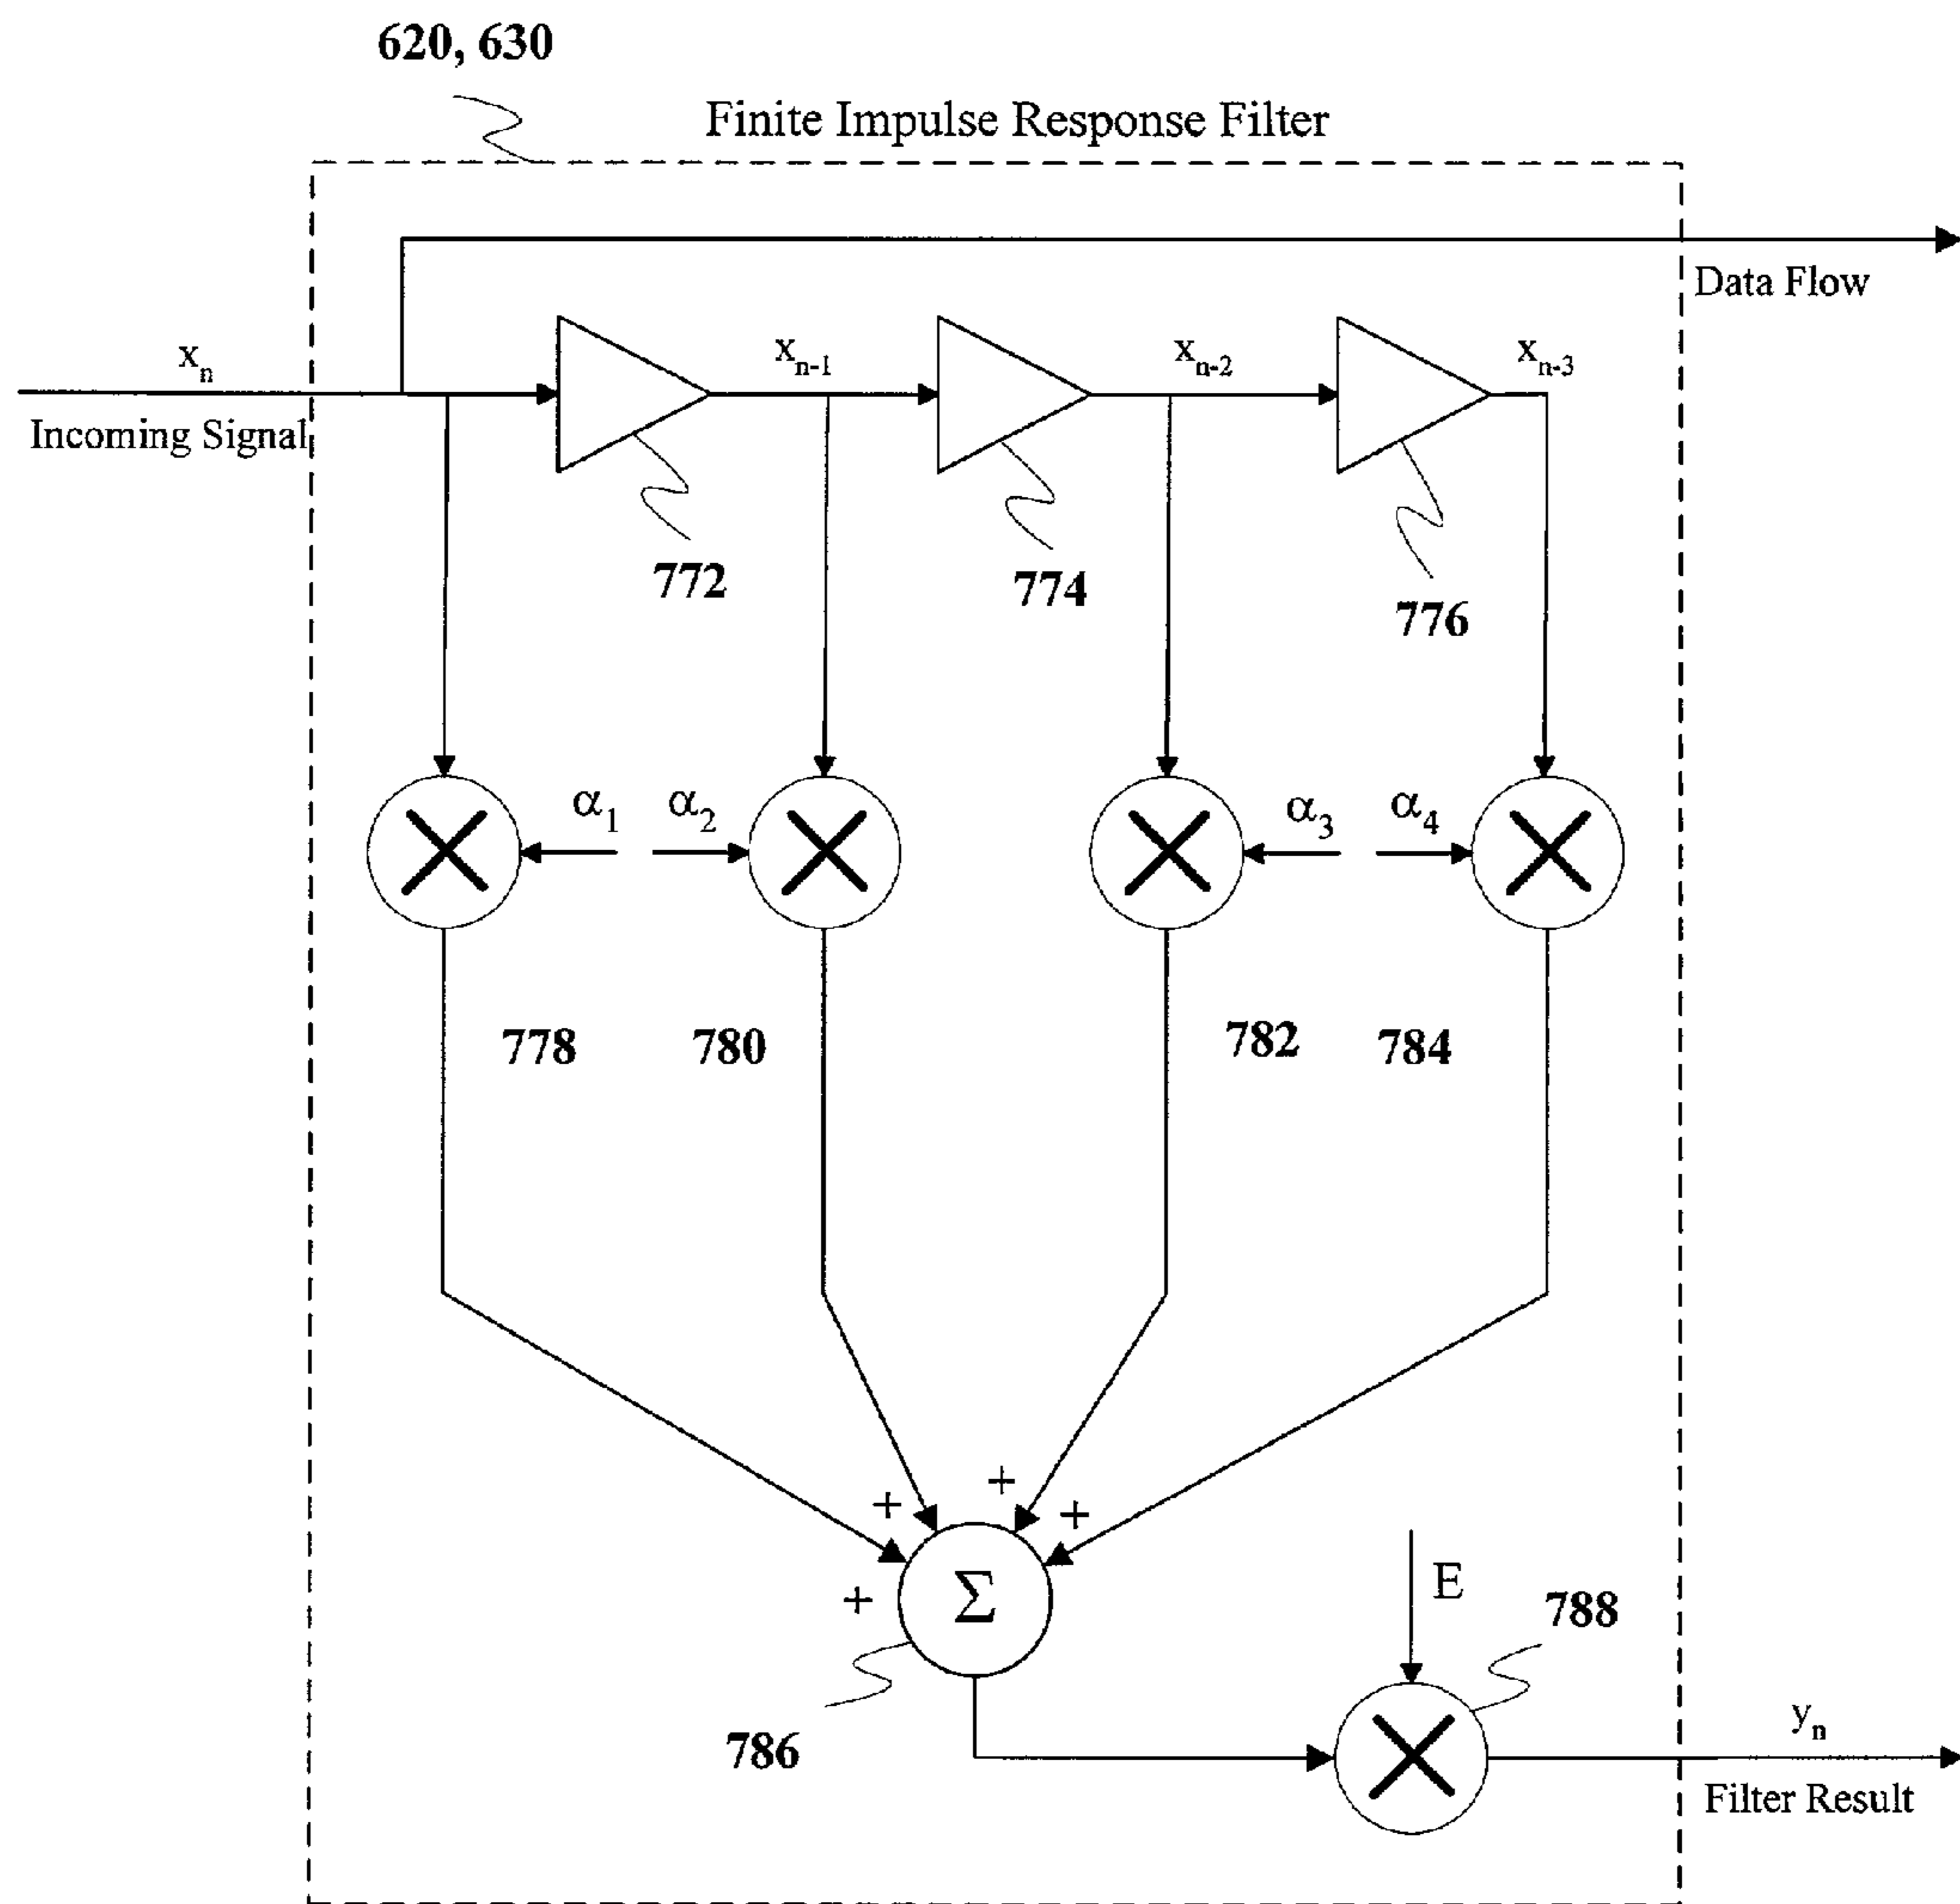 620, 630
Finite Impulse Response Filter
Data Flow
xₙ
xₙ₋₁
xₙ₋₂
xₙ₋₃
Incoming Signal
772
774
776
α₁
α₂
α₃
α₄
778
780
782
784
+
+
+
+
Σ
E
788
786
yₙ
Filter Result